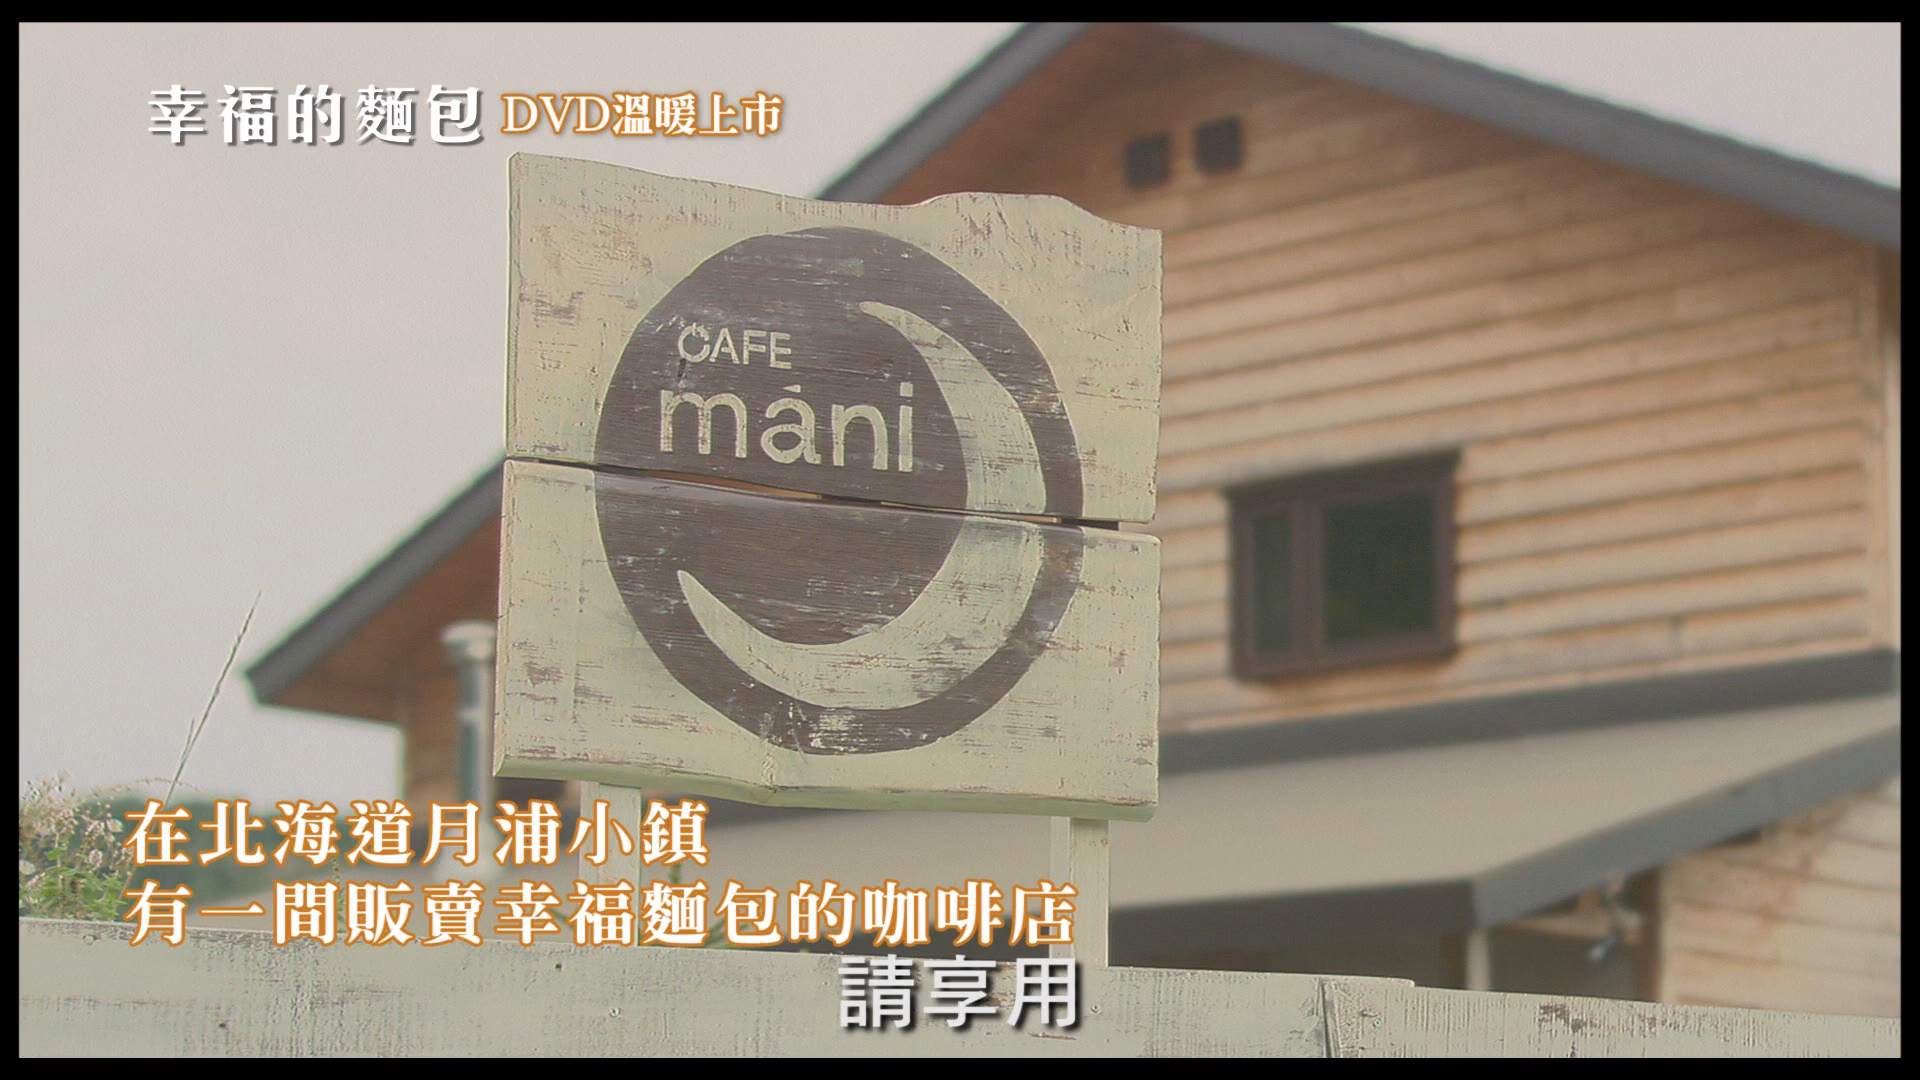 幸福的麵包 DVD溫暖上市
CAFE
máni
在北海道月浦小鎮
有一間販賣幸福麵包的咖啡店
請享用